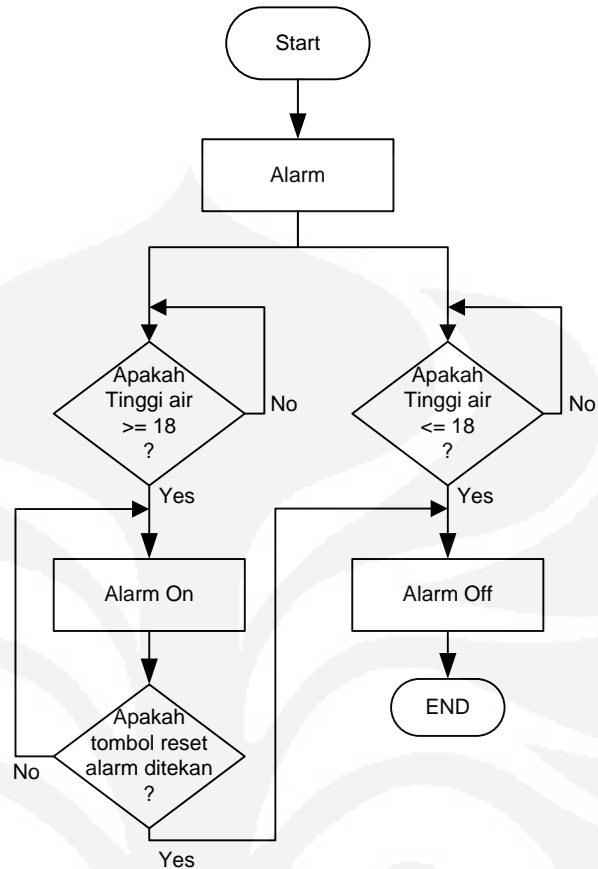 Start
Alarm
Apakah
Tinggi air
>= 18
?
No
Yes
Apakah
Tinggi air
<= 18
?
No
Yes
Alarm On
Alarm Off
Apakah
tombol reset
alarm ditekan
?
No
Yes
END